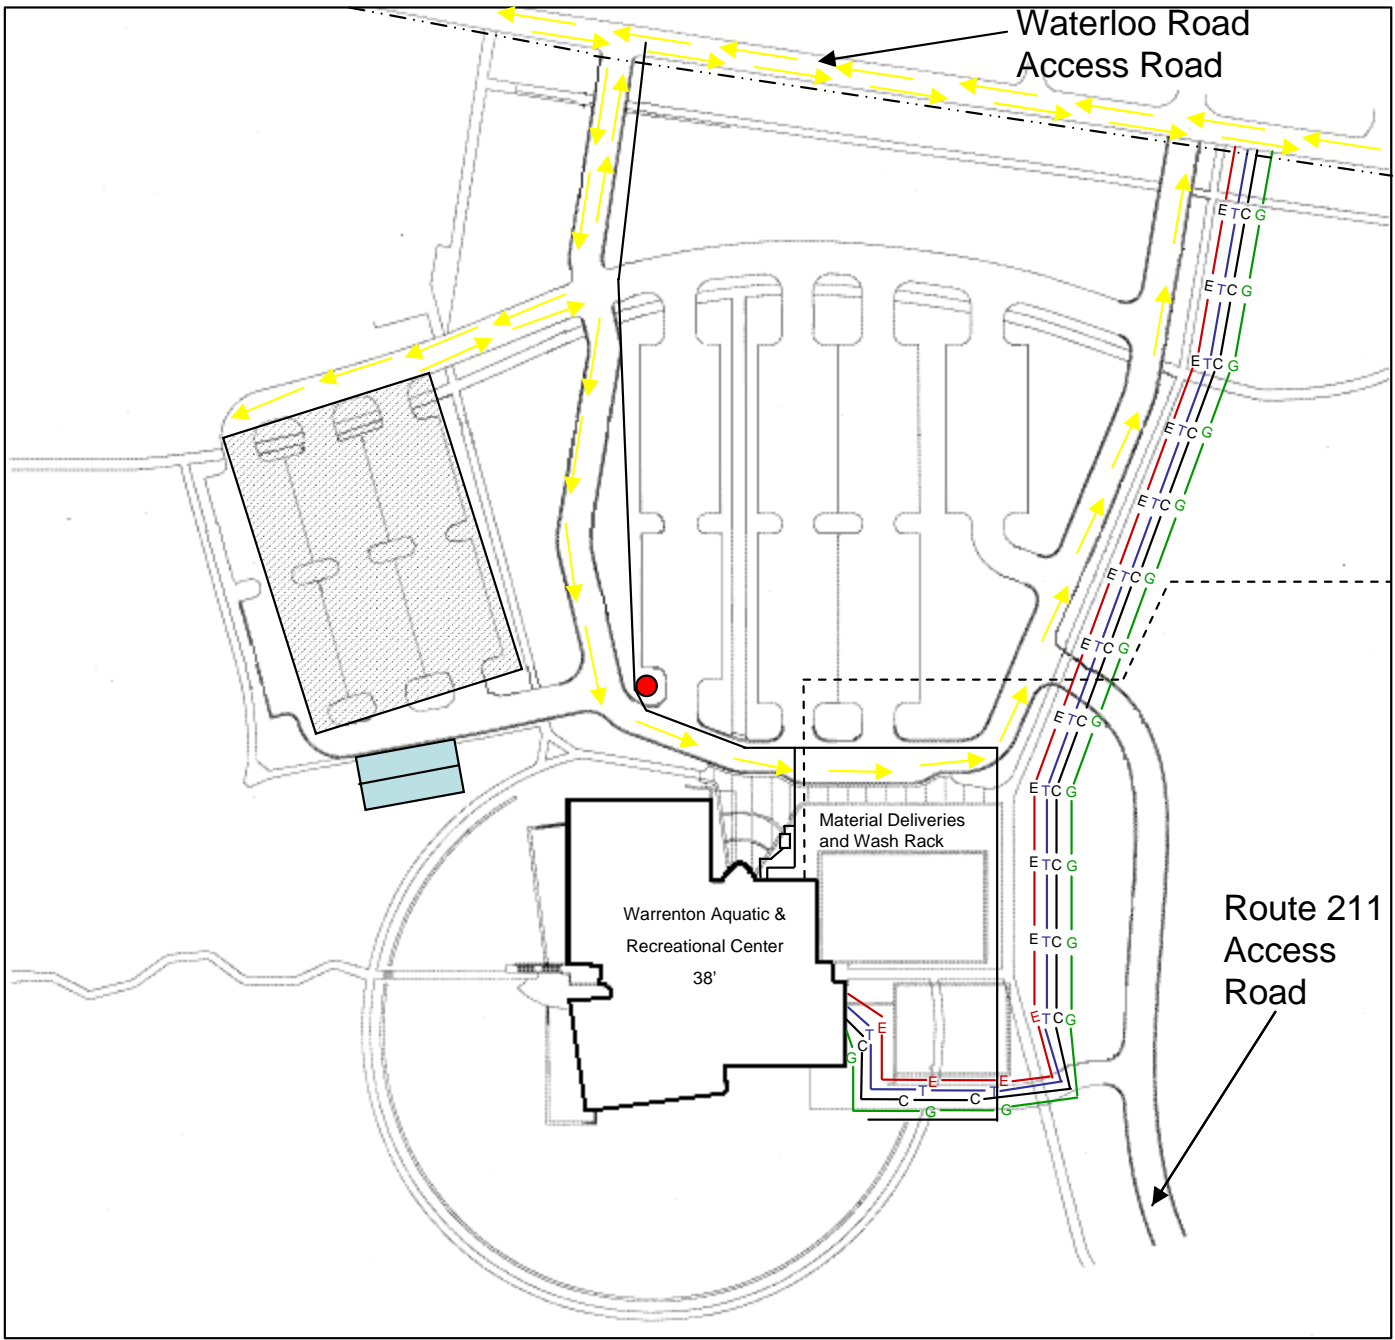 Waterloo Road
Access Road
E T C G
E T C G
E T C G
E T C G
E T C G
E T C G
E T C G
E T C G
E T C G
Material Deliveries
and Wash Rack
E T C G
Warrenton Aquatic &
Recreational Center
38'
Route 211
Access
Road
E T C G
E T C G
E
T
C
G
E E
T T
C C
G G